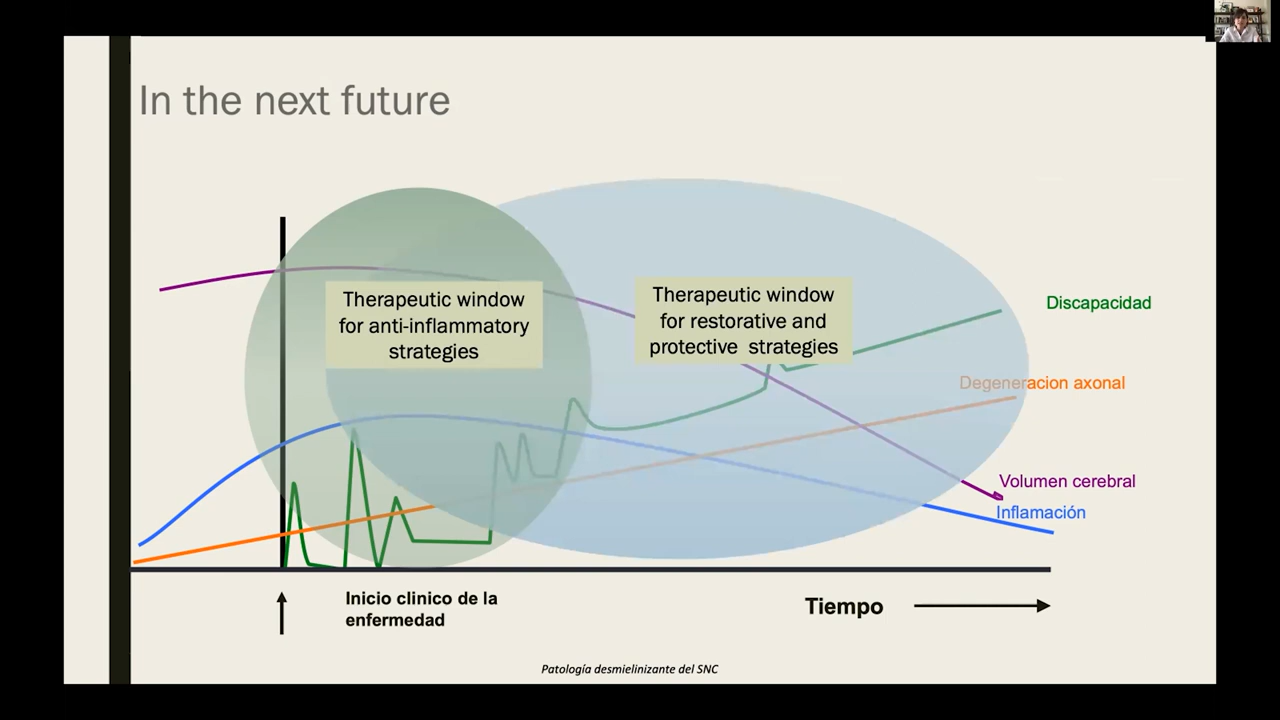 In the next future
Therapeutic window
for anti-inflammatory
strategies
Therapeutic window
for restorative and
protective strategies
Discapacidad
Degeneracion axonal
Volumen cerebral
Inflamación
Inicio clinico de la
enfermedad
Tiempo
Patología desmielinizante del SNC